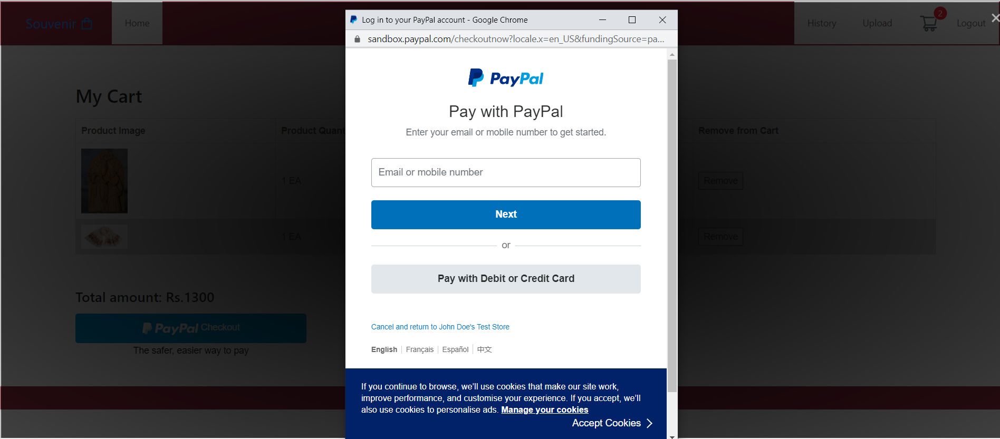 Log in to your PayPal account - Google Chrome
sandbox.paypal.com/checkoutnow?locale.x=en_US&fundingSource=pa...
Souvenir
Home
History
Upload
2
Logout
PayPal
Pay with PayPal
Enter your email or mobile number to get started.
Email or mobile number
Next
or
Pay with Debit or Credit Card
Cancel and return to John Doe's Test Store
English Français Español 中文
If you continue to browse, we’ll use cookies that make our site work,
improve performance, and customise your experience. If you accept, we’ll
also use cookies to personalise ads. Manage your cookies
Accept Cookies
My Cart
Product Image
Product Quant
Remove from Cart
1 EA
Remove
1 EA
Remove
Total amount: Rs.1300
PayPal Checkout
The safer, easier way to pay